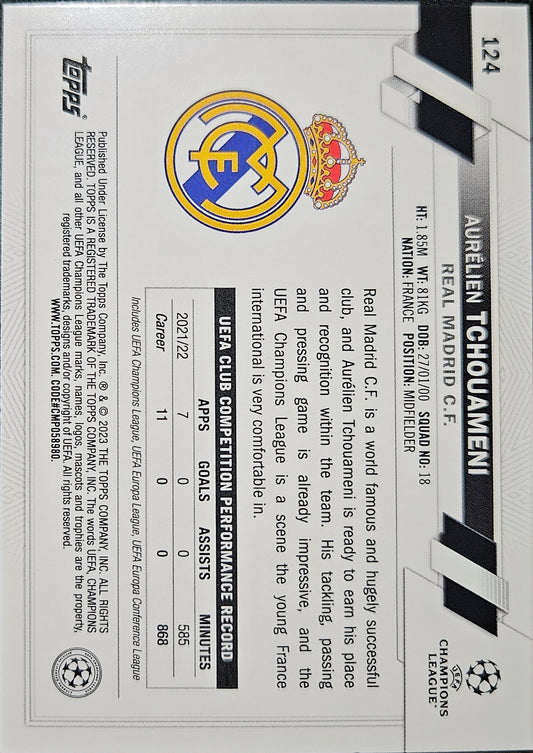 124
AURÉLIEN TCHOUAMENI
REAL MADRID C.F.
HT: 1.85M WT: 81KG DOB: 27/01/00 SQUAD NO: 18
NATION: FRANCE POSITION: MIDFIELDER
UEFA
CHAMPIONS
LEAGUE
Real Madrid C.F. is a world famous and hugely successful
club, and Aurélien Tchouameni is ready to earn his place
and recognition within the team. His tackling, passing
and pressing game is already impressive, and the
UEFA Champions League is a scene the young France
international is very comfortable in.
UEFA CLUB COMPETITION PERFORMANCE RECORD
APPS GOALS ASSISTS MINUTES
2021/22 7 0 0 585
Career 11 0 0 868
Includes UEFA Champions League, UEFA Europa League, UEFA Europa Conference League
topps®
Published Under License by The Topps Company, Inc. ® & © 2023 THE TOPPS COMPANY, INC. ALL RIGHTS
RESERVED. TOPPS IS A REGISTERED TRADEMARK OF THE TOPPS COMPANY, INC. The words UEFA, CHAMPIONS
LEAGUE, and all other UEFA Champions League marks, names, logos, mascots and trophies are the property,
registered trademarks, designs and/or copyright of UEFA. All rights reserved.
WWW.TOPPS.COM. CODE#CMP058980.